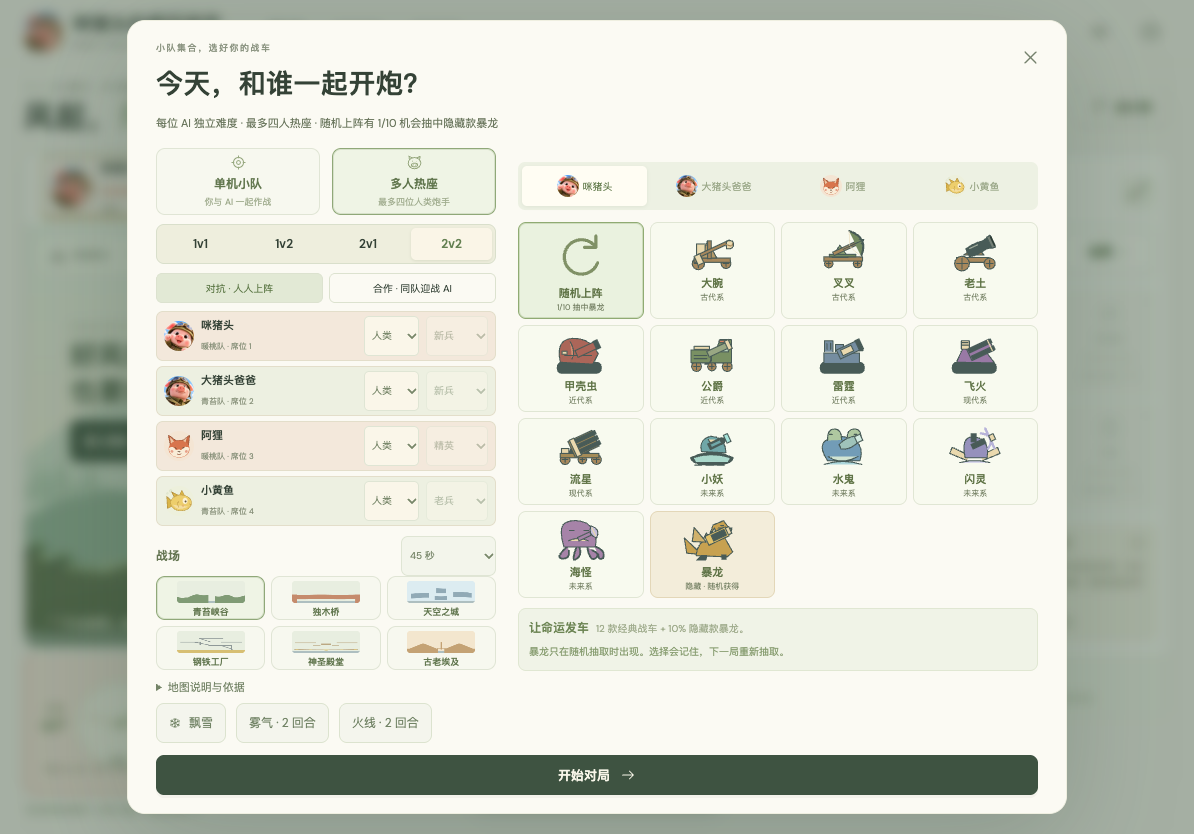 小队集合，选好你的战车
今天，和谁一起开炮?
每位 AI 独立难度 · 最多四人热座 · 随机上阵有 1/10 机会抽中隐藏款暴龙
单机小队
你与 AI 一起作战
多人热座
最多四位人类炮手
1v1
1v2
2v1
2v2
对抗 · 人人上阵
合作 · 同队迎战 AI
咪猪头
暖桃队 · 席位 1
人类
新兵
大猪头爸爸
青苔队 · 席位 2
人类
新兵
阿狸
暖桃队 · 席位 3
人类
精英
小黄鱼
青苔队 · 席位 4
人类
老兵
战场
45 秒
青苔峡谷
独木桥
天空之城
钢铁工厂
神圣殿堂
古老埃及
地图说明与依据
飘雪
雾气 · 2 回合
火线 · 2 回合
咪猪头
大猪头爸爸
阿狸
小黄鱼
随机上阵
1/10 抽中暴龙
大腕
古代系
叉叉
古代系
老土
古代系
甲壳虫
近代系
公爵
近代系
雷霆
近代系
飞火
现代系
流星
现代系
小妖
未来系
水鬼
未来系
闪灵
未来系
海怪
未来系
暴龙
隐藏 · 随机获得
让命运发车 12 款经典战车 + 10% 隐藏款暴龙。
暴龙只在随机抽取时出现。选择会记住，下一局重新抽取。
开始对局 →